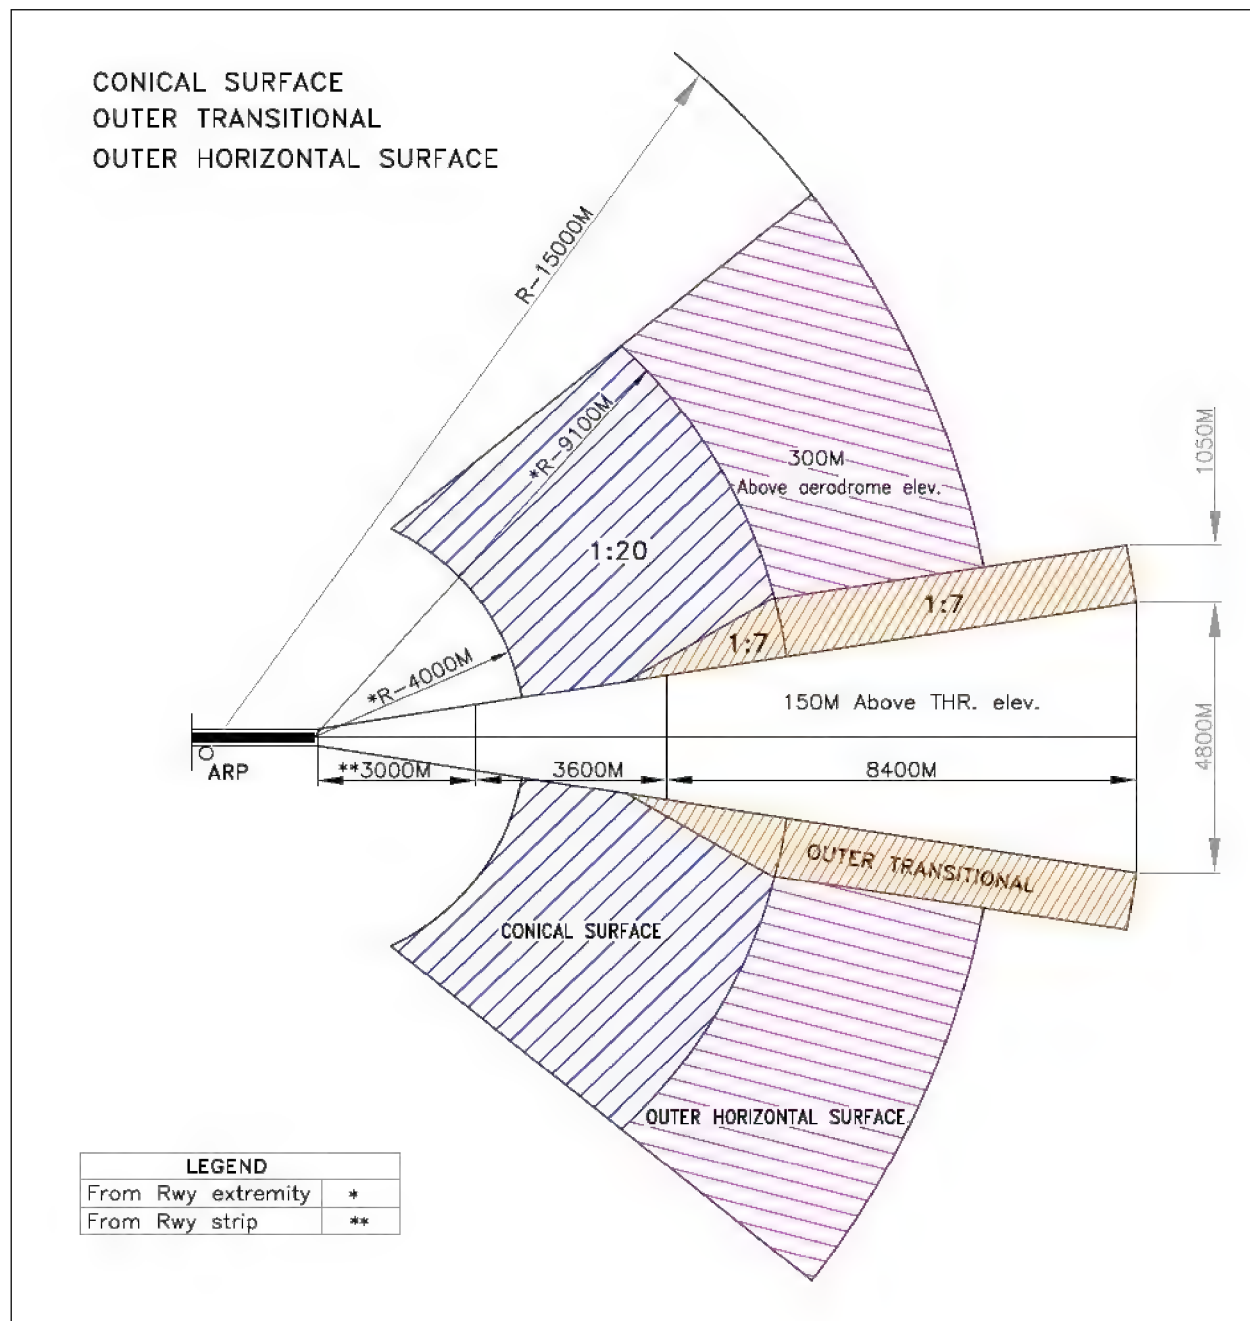 CONICAL SURFACE
OUTER TRANSITIONAL
OUTER HORIZONTAL SURFACE
R-15000M
*R-9100M
1050M
300M
Above aerodrome elev.
1:20
1:7
1:7
*R-4000M
150M Above THR. elev.
4800M
ARP
**3000M
3600M
8400M
OUTER TRANSITIONAL
CONICAL SURFACE
OUTER HORIZONTAL SURFACE
LEGEND
From Rwy extremity *
From Rwy strip **